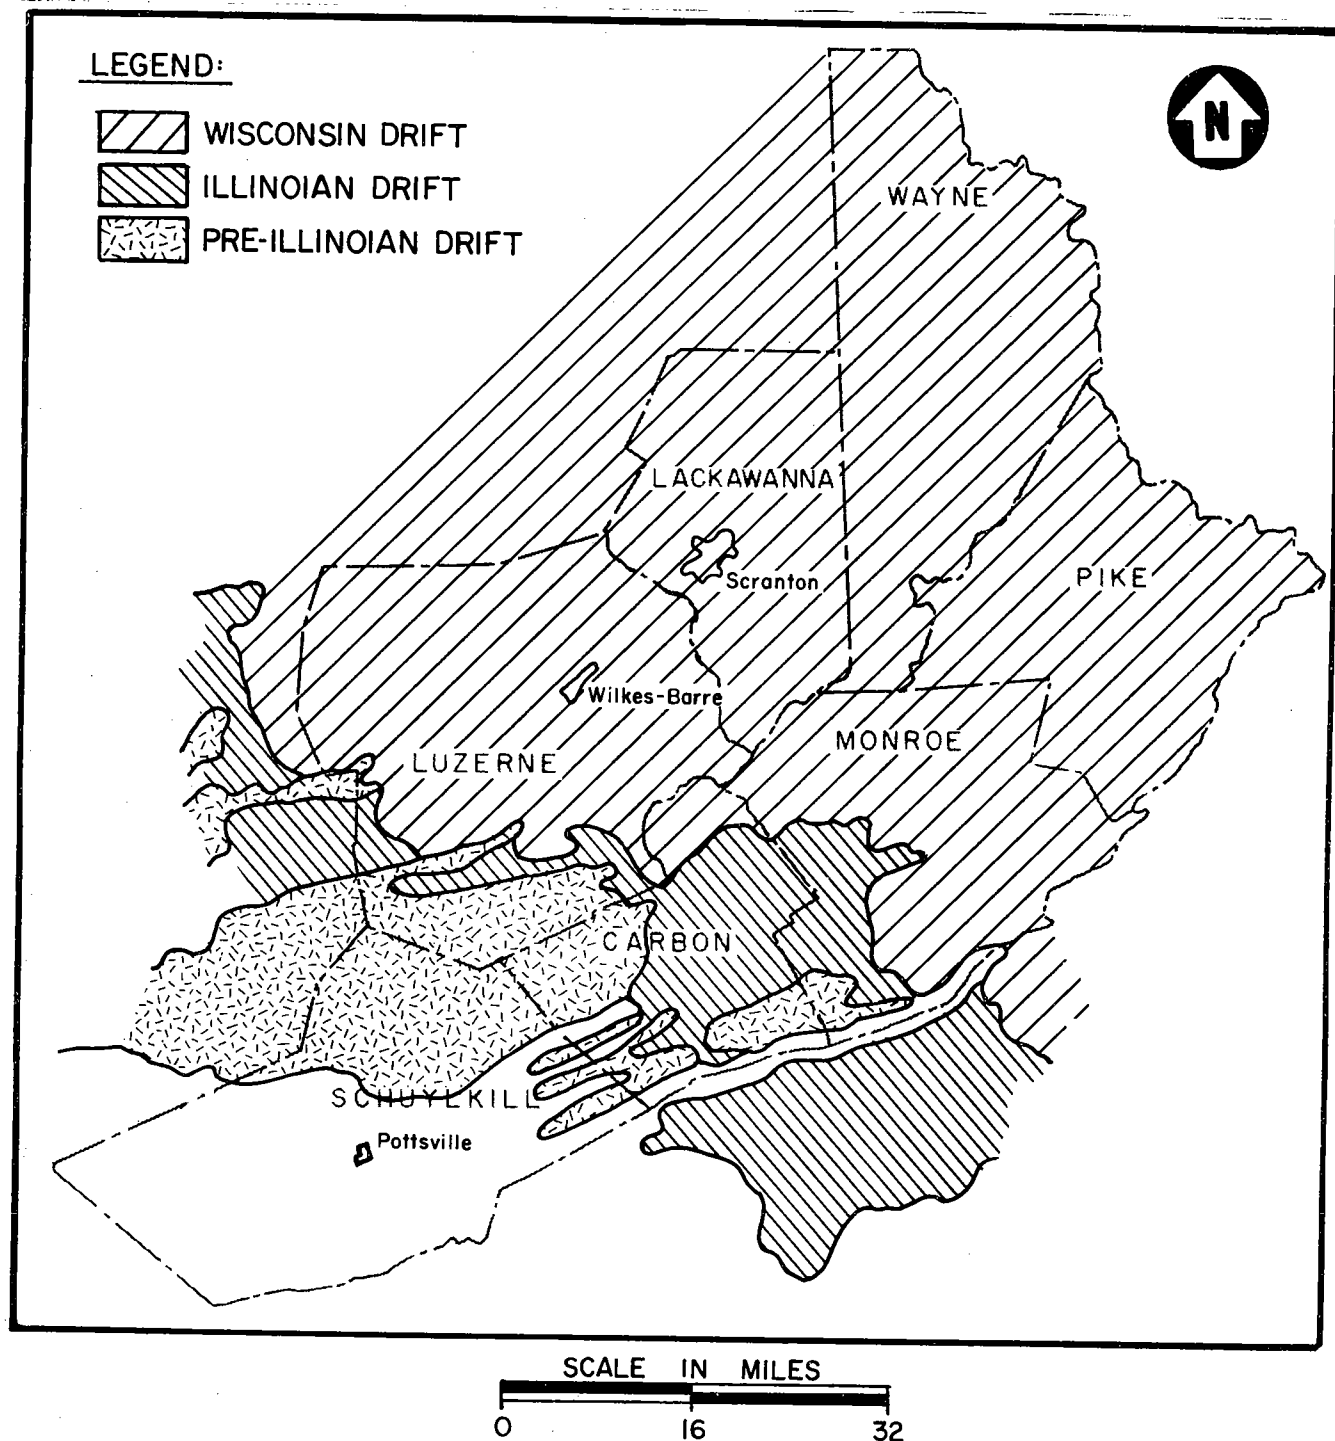 LEGEND:
WISCONSIN DRIFT
ILLINOIAN DRIFT
PRE-ILLINOIAN DRIFT
N
WAYNE
LACKAWANNA
Scranton
PIKE
Wilkes-Barre
MONROE
LUZERNE
CARBON
SCHUYLKILL
Pottsville
SCALE IN MILES
0 16 32